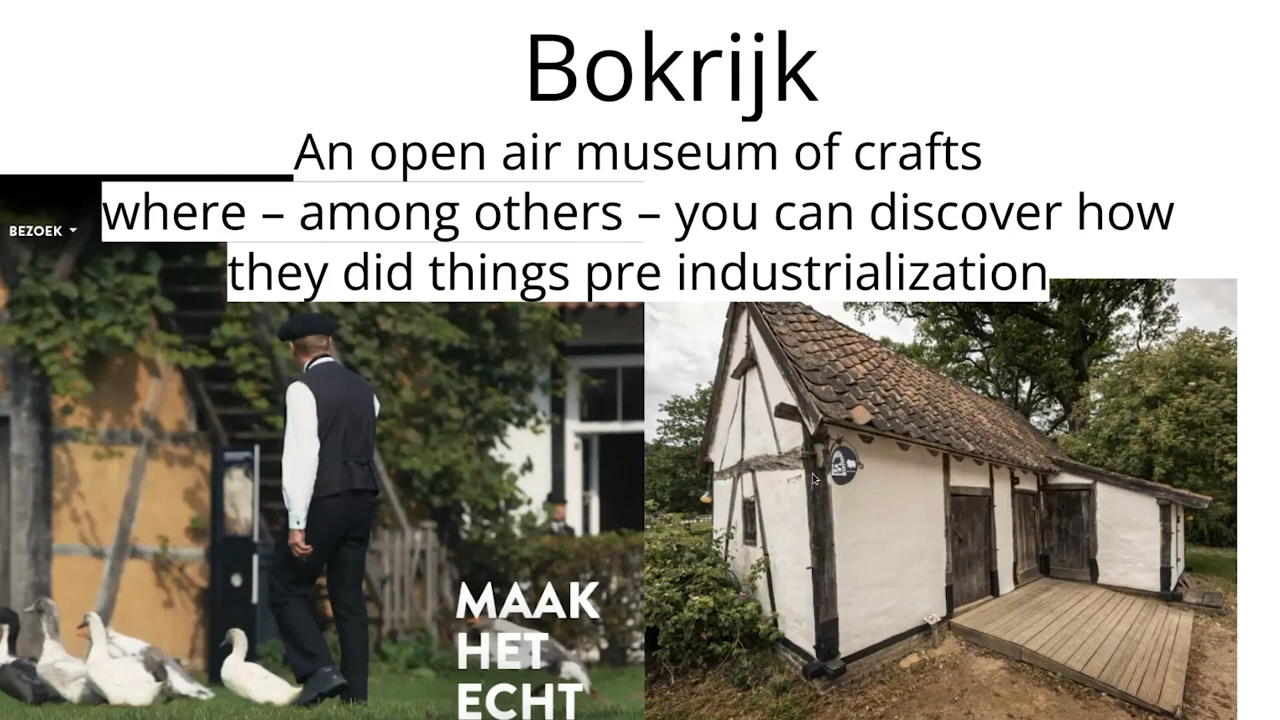 Bokrijk
An open air museum of crafts
where – among others – you can discover how
they did things pre industrialization
BEZOEK
MAAK
HET
ECHT